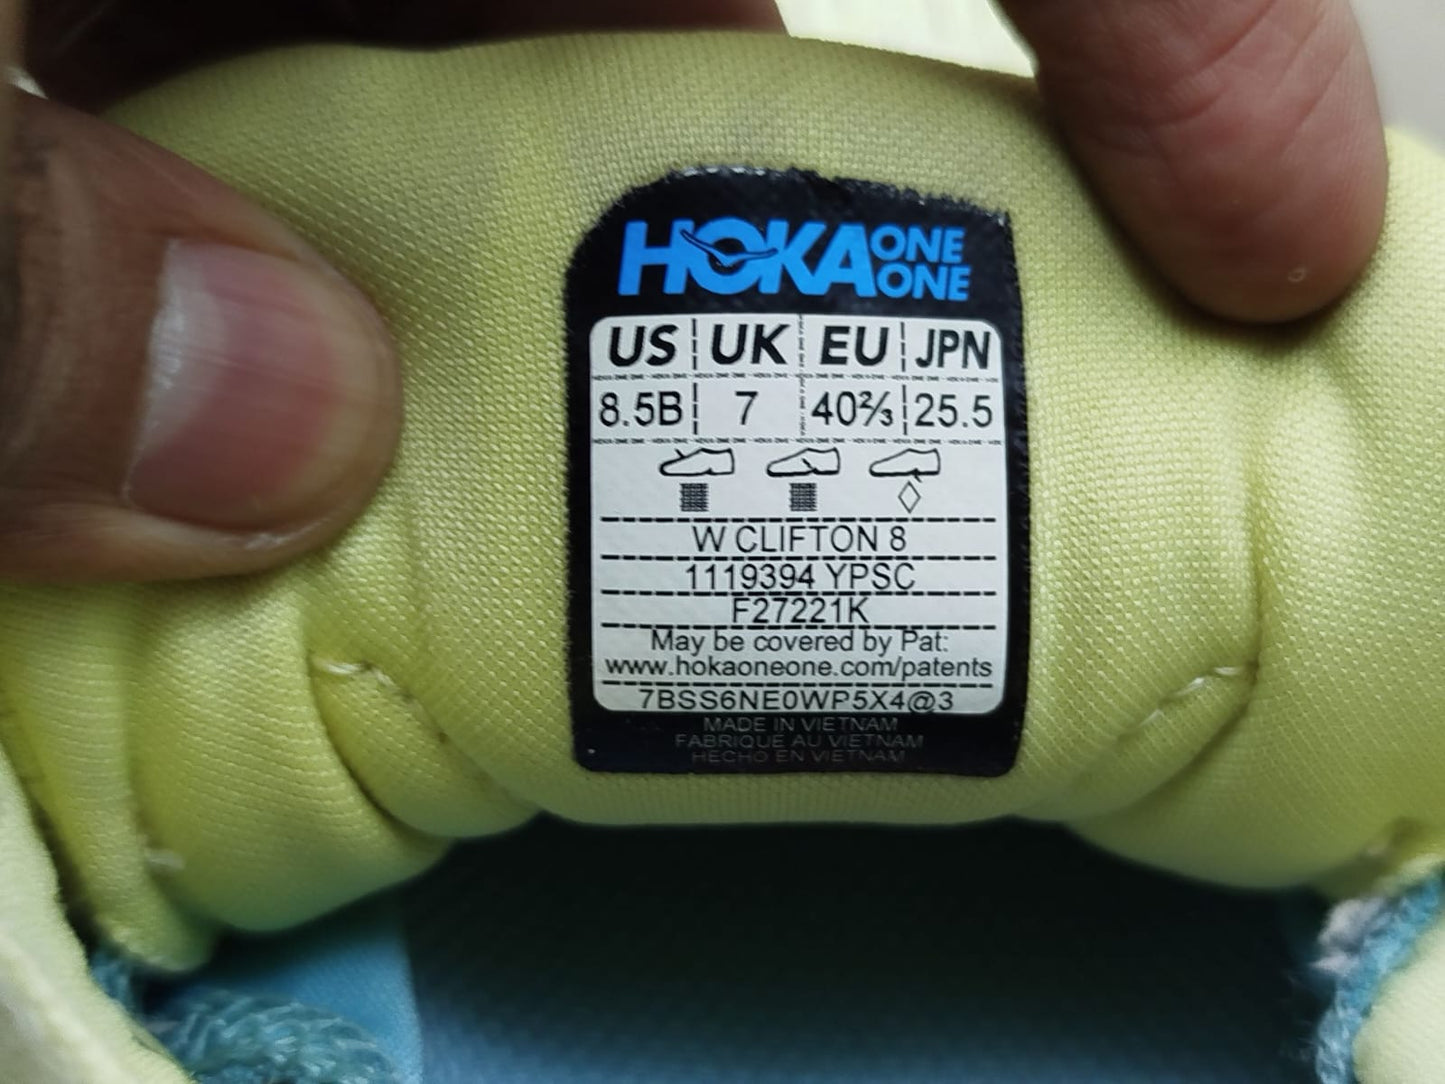 HOKA ONE ONE
US UK EU JPN
8.5B 7 40⅔ 25.5
W CLIFTON 8
1119394 YPSC
F27221K
May be covered by Pat:
www.hokaoneone.com/patents
7BSS6NE0WP5X4@3
MADE IN VIETNAM
FABRIQUE AU VIETNAM
HECHO EN VIETNAM